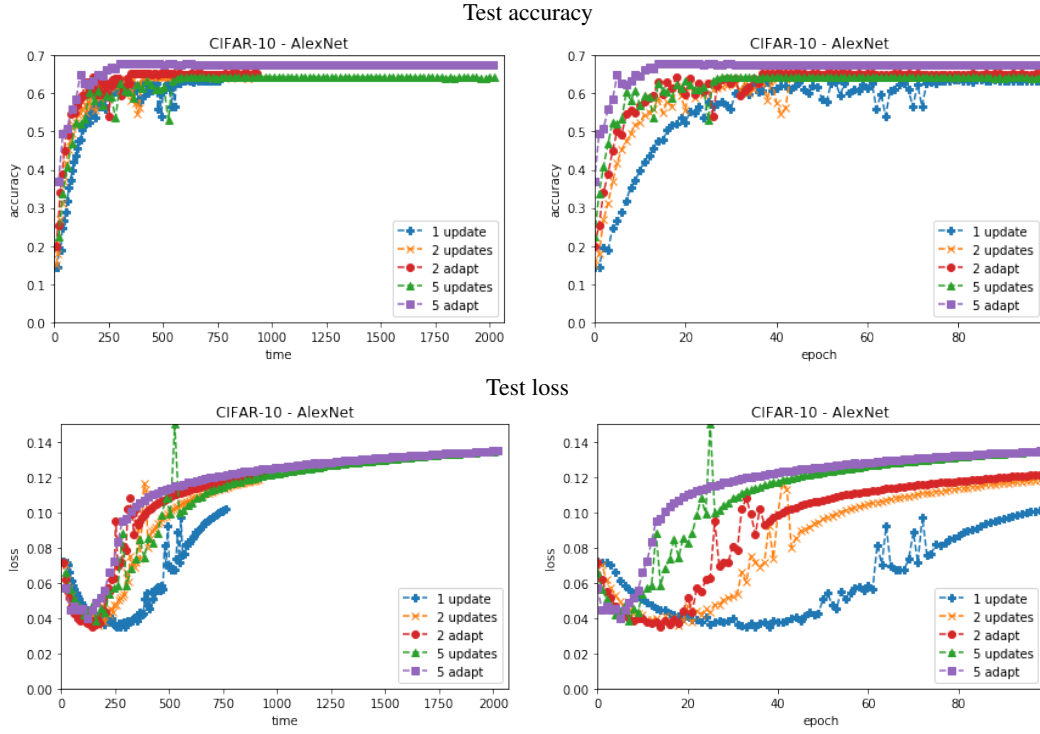 Test accuracy
CIFAR-10 - AlexNet
0.7
0.6
0.5
0.4
0.3
0.2
0.1
0.0
accuracy
0 250 500 750 1000 1250 1500 1750 2000
time
1 update
2 updates
2 adapt
5 updates
5 adapt
CIFAR-10 - AlexNet
0.7
0.6
0.5
0.4
0.3
0.2
0.1
0.0
accuracy
0 20 40 60 80
epoch
1 update
2 updates
2 adapt
5 updates
5 adapt
Test loss
CIFAR-10 - AlexNet
0.14
0.12
0.10
0.08
0.06
0.04
0.02
0.00
loss
0 250 500 750 1000 1250 1500 1750 2000
time
1 update
2 updates
2 adapt
5 updates
5 adapt
CIFAR-10 - AlexNet
0.14
0.12
0.10
0.08
0.06
0.04
0.02
0.00
loss
0 20 40 60 80
epoch
1 update
2 updates
2 adapt
5 updates
5 adapt